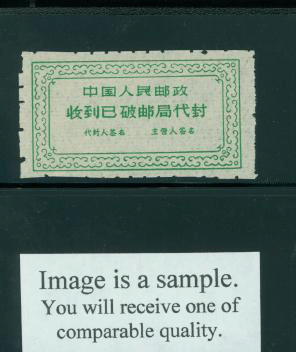 中国人民邮政
收到已破邮局代封
代封人签名 主管人签名
Image is a sample.
You will receive one of
comparable quality.